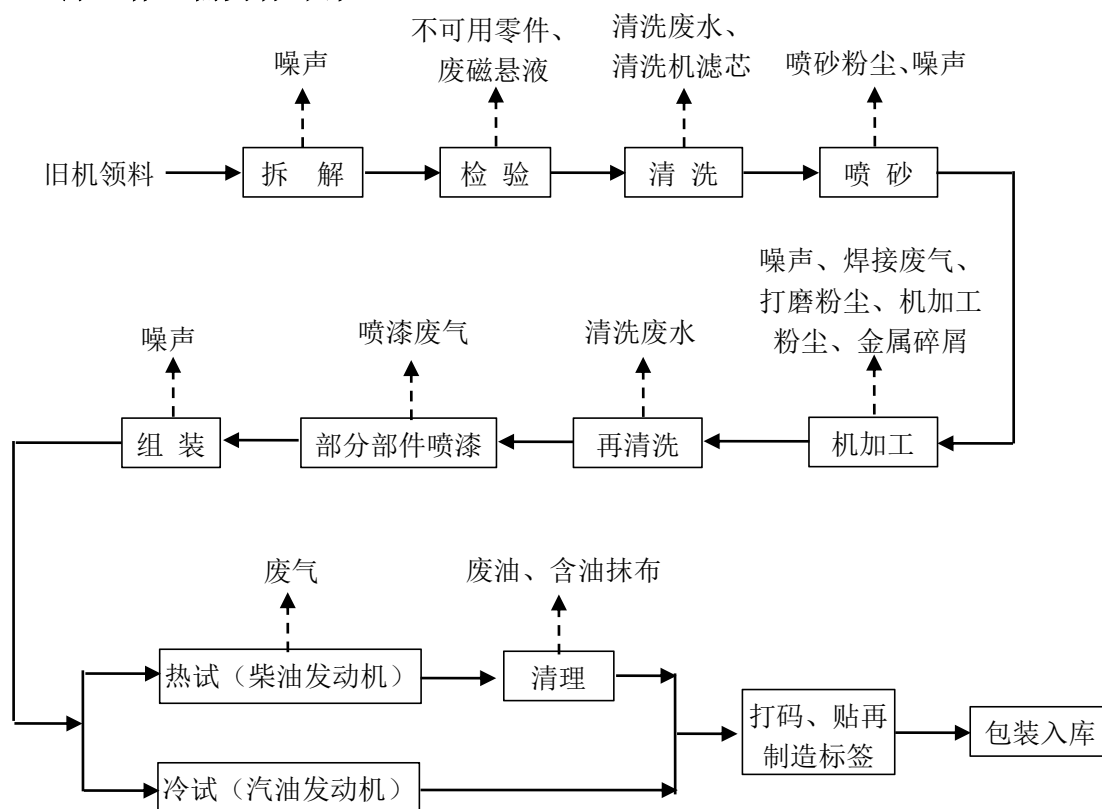 不可用零件、
废磁悬液
清洗废水、
清洗机滤芯
噪声
喷砂粉尘、噪声
旧机领料
拆 解
检 验
清 洗
喷 砂
噪声、焊接废气、
打磨粉尘、机加工
粉尘、金属碎屑
噪声
喷漆废气
清洗废水
组 装
部分部件喷漆
再清洗
机加工
废气
废油、含油抹布
热试（柴油发动机）
清理
打码、贴再
制造标签
包装入库
冷试（汽油发动机）